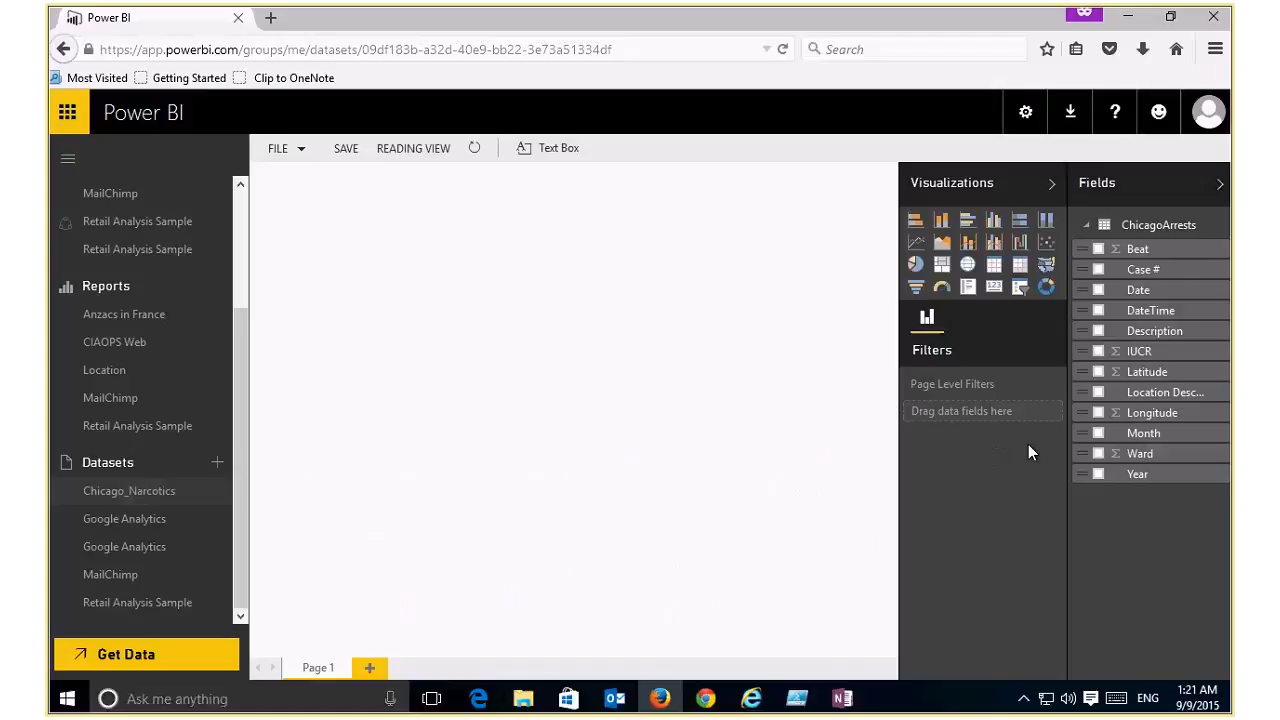 Power BI
https://app.powerbi.com/groups/me/datasets/09df183b-a32d-40e9-bb22-3e73a51334df
Search
Most Visited
Getting Started
Clip to OneNote
Power BI
?
FILE
SAVE
READING VIEW
Text Box
MailChimp
Retail Analysis Sample
Retail Analysis Sample
Reports
Anzacs in France
CIAOPS Web
Location
MailChimp
Retail Analysis Sample
Datasets
Chicago_Narcotics
Google Analytics
Google Analytics
MailChimp
Retail Analysis Sample
Get Data
Page 1
Visualizations
123
Filters
Page Level Filters
Drag data fields here
Fields
ChicagoArrests
Σ Beat
Case #
Date
DateTime
Description
Σ IUCR
Σ Latitude
Location Desc...
Σ Longitude
Month
Σ Ward
Year
Ask me anything
ENG
1:21 AM
9/9/2015